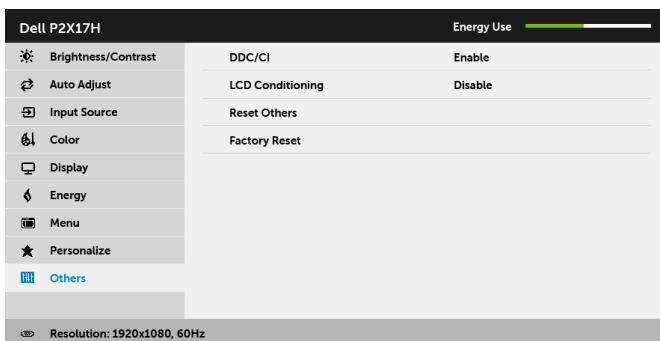 Dell P2X17H Energy Use
Brightness/Contrast DDC/CI Enable
Auto Adjust LCD Conditioning Disable
Input Source Reset Others
Color Factory Reset
Display
Energy
Menu
Personalize
Others
Resolution: 1920x1080, 60Hz